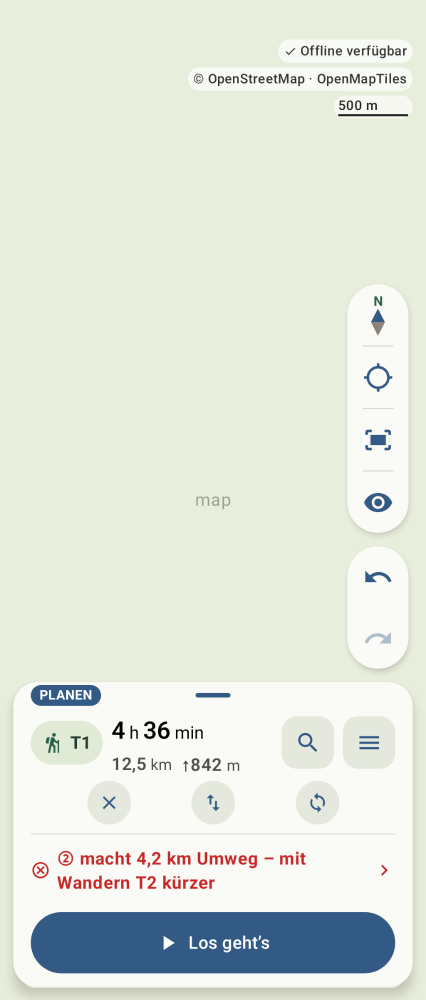 ✓ Offline verfügbar
© OpenStreetMap · OpenMapTiles
500 m
N
map
PLANEN
T1
4 h 36 min
12,5 km ↑842 m
② macht 4,2 km Umweg – mit
Wandern T2 kürzer
Los geht’s